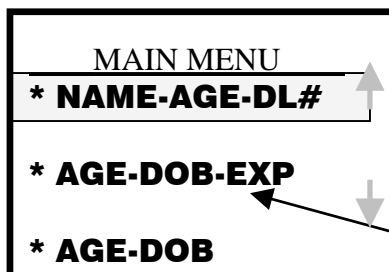 MAIN MENU
* NAME-AGE-DL#
* AGE-DOB-EXP
* AGE-DOB